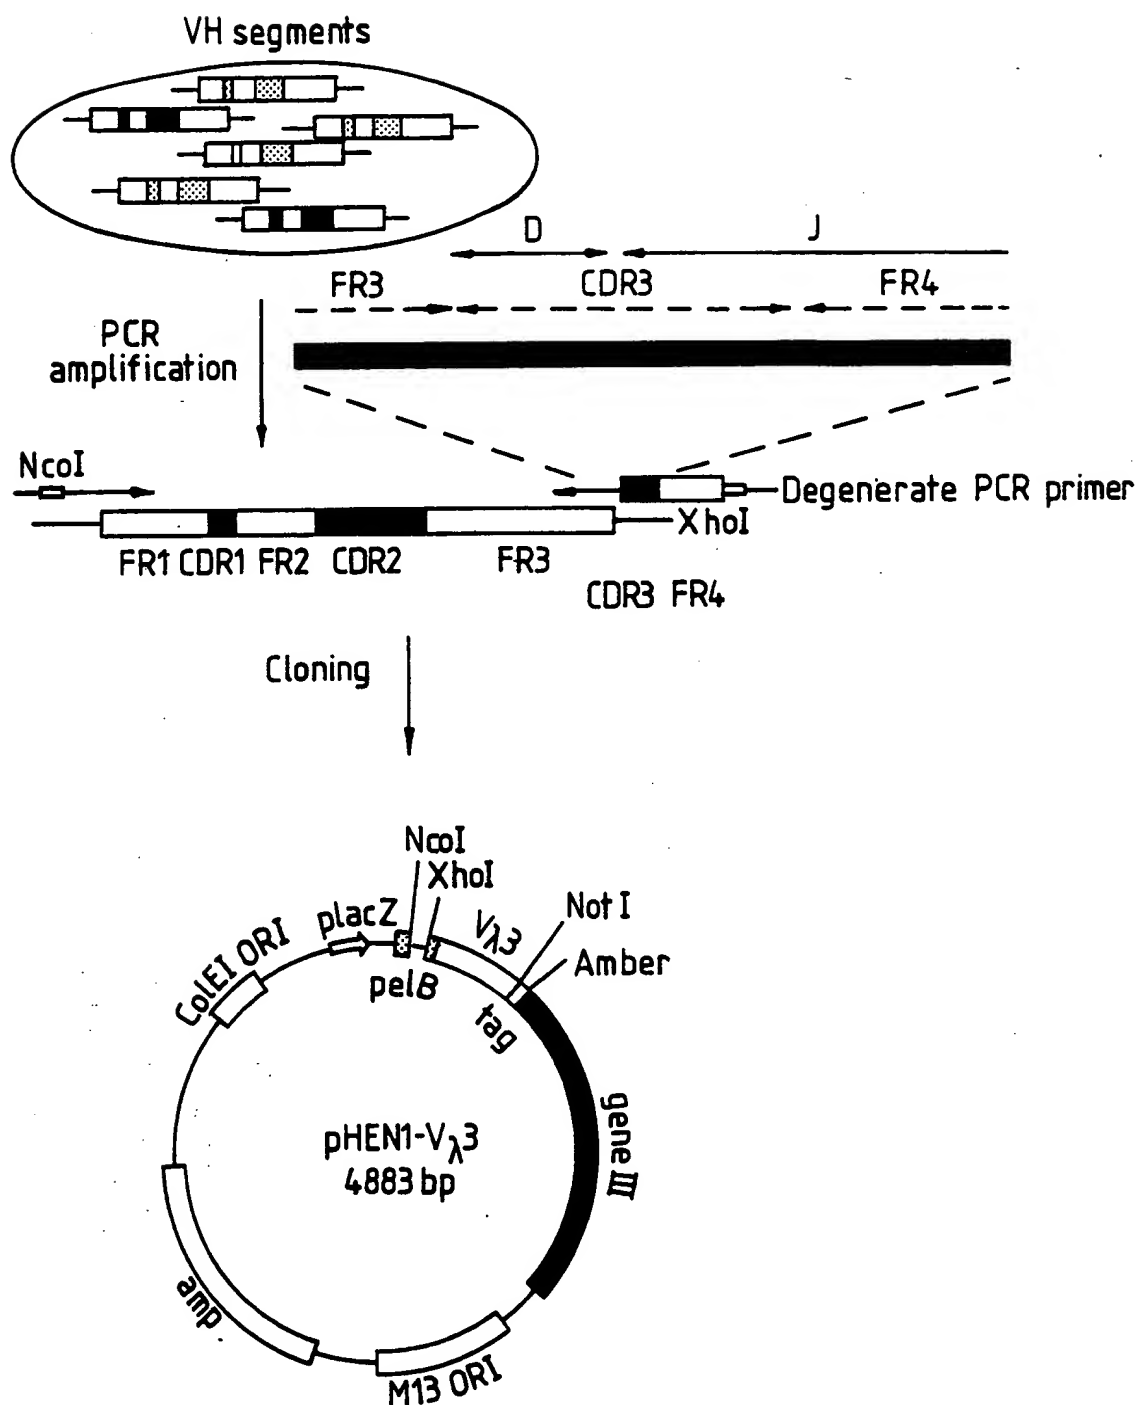 VH segments
D
J
FR3
CDR3
FR4
PCR
amplification
NcoI
Degenerate PCR primer
XhoI
FR1 CDR1 FR2 CDR2 FR3
CDR3 FR4
Cloning
NcoI
XhoI
placZ
Vλ3
Not I
Amber
ColEI ORI
pelB
tag
gene III
pHEN1-Vλ3
4883 bp
amp
M13 ORI